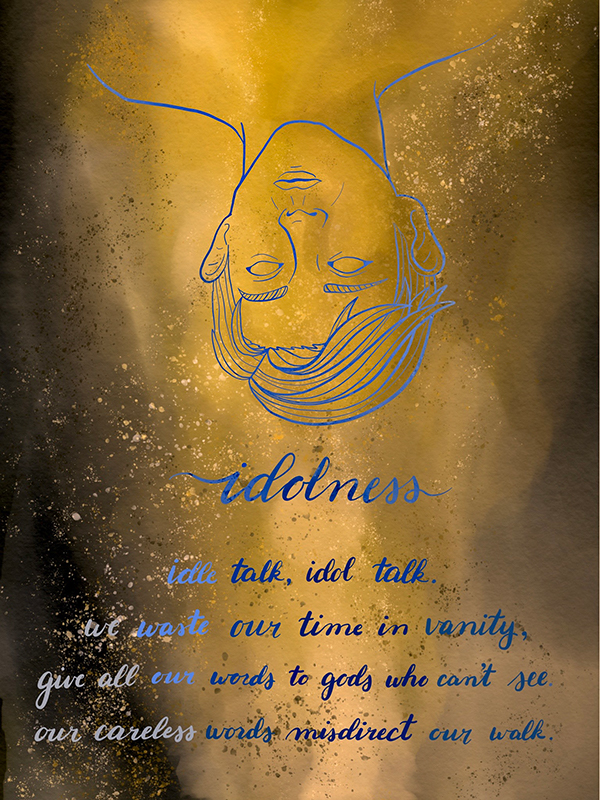 idolness
idle talk, idol talk.
we waste our time in vanity,
give all our words to gods who can't see.
our careless words misdirect our walk.